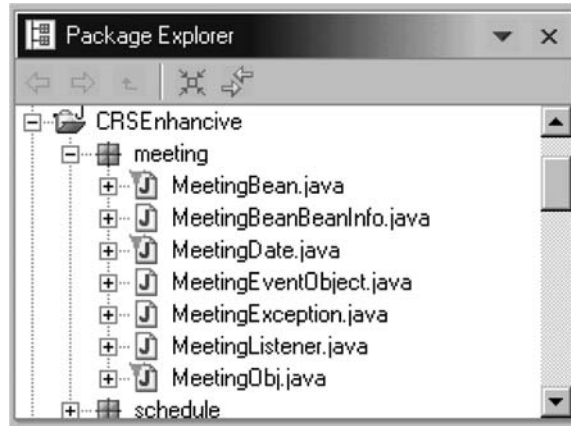 Package Explorer
CRSEnhancive
meeting
MeetingBean.java
MeetingBeanBeanInfo.java
MeetingDate.java
MeetingEventObject.java
MeetingException.java
MeetingListener.java
MeetingObj.java
schedule